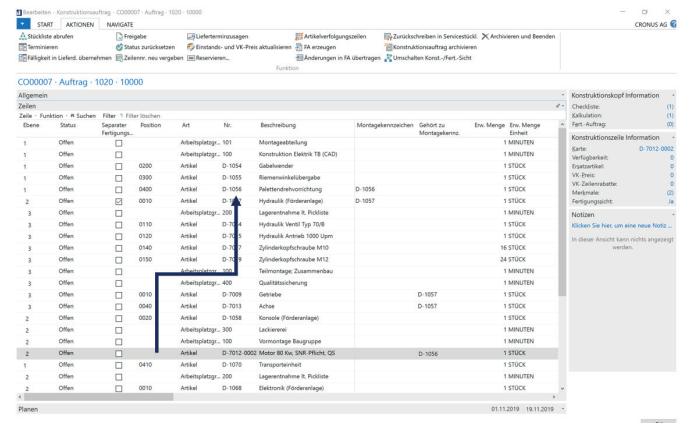 Bearbeiten - Konstruktionsauftrag - CO00007 - Auftrag · 1020 · 10000
CRONUS AG
START AKTIONEN NAVIGATE
Stückliste abrufen Freigabe Lieferterminzusagen Artikelverfolgungszeilen Zurückschreiben in Servicestückl. Archivieren und Beenden
Terminieren Status zurücksetzen Einstands- und VK-Preis aktualisieren FA erzeugen Konstruktionsauftrag archivieren
Fälligkeit in Lieferd. übernehmen Zeilennr. neu vergeben Reservieren... Änderungen in FA übertragen Umschalten Konst.-/Fert.-Sicht
Funktion
CO00007 · Auftrag · 1020 · 10000
Allgemein
Zeilen
Zeile Funktion Suchen Filter Filter löschen
Ebene Status Separater Fertigungs... Position Art Nr. Beschreibung Montagekennzeichen Gehört zu Montagekennz. Erw. Menge Erw. Menge Einheit
1 Offen Arbeitsplatzgr... 101 Montageabteilung 1 MINUTEN
1 Offen Arbeitsplatzgr... 100 Konstruktion Elektrik TB (CAD) 1 MINUTEN
1 Offen 0200 Artikel D-1054 Gabelwender 1 STÜCK
1 Offen 0300 Artikel D-1055 Riemenwinkelübergabe 1 STÜCK
1 Offen 0400 Artikel D-1056 Palettendrehvorrichtung D-1056 1 STÜCK
2 Offen 0010 Artikel Hydraulik (Förderanlage) D-1057 1 STÜCK
3 Offen Arbeitsplatzgr... 200 Lagerentnahme lt. Pickliste 1 MINUTEN
3 Offen 0110 Artikel Hydraulik Ventil Typ 70/8 1 STÜCK
3 Offen 0120 Artikel Hydraulik Antrieb 1000 Upm 1 STÜCK
3 Offen 0140 Artikel Zylinderkopfschraube M10 16 STÜCK
3 Offen 0150 Artikel Zylinderkopfschraube M12 24 STÜCK
3 Offen Arbeitsplatzgr... 100 Teilmontage; Zusammenbau 1 MINUTEN
3 Offen Arbeitsplatzgr... 400 Qualitätssicherung 1 MINUTEN
3 Offen 0010 Artikel D-7009 Getriebe D-1057 1 STÜCK
3 Offen 0040 Artikel D-7013 Achse D-1057 1 STÜCK
2 Offen 0020 Artikel D-1058 Konsole (Förderanlage) 1 STÜCK
2 Offen Arbeitsplatzgr... 300 Lackiererei 1 MINUTEN
2 Offen Arbeitsplatzgr... 100 Vormontage Baugruppe 1 MINUTEN
2 Offen Artikel D-7012-0002 Motor 80 Kw, SNR-Pflicht, QS D-1056 1 STÜCK
1 Offen 0410 Artikel D-1070 Transporteinheit 1 STÜCK
2 Offen Arbeitsplatzgr... 200 Lagerentnahme lt. Pickliste 1 MINUTEN
2 Offen 0010 Artikel D-1068 Elektronik (Förderanlage) 1 STÜCK
Planen 01.11.2019 19.11.2019
Konstruktionskopf Information
Checkliste: (1)
Kalkulation: (1)
Fert.-Auftrag: (0)
Konstruktionszeile Information
Karte: D-7012-0002
Verfügbarkeit: 0
Ersatzartikel: 0
VK-Preis: 0
VK-Zeilenrabatte: 0
Merkmale: (2)
Fertigungspicht: Ja
Notizen
Klicken Sie hier, um eine neue Notiz ...
In dieser Ansicht kann nichts angezeigt
werden.